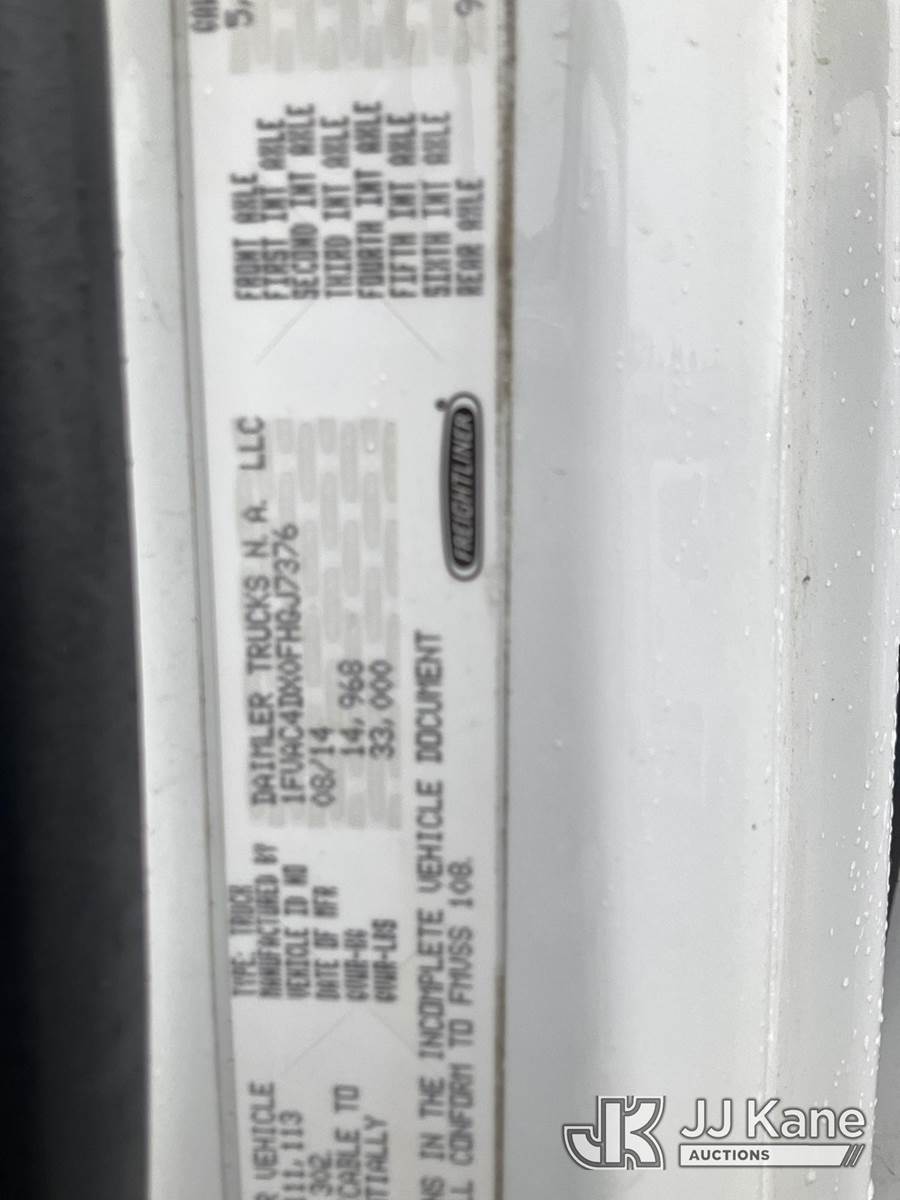 R VEHICLE
111,113
302
CABLE TO
TIALLY
NS IN THE INCOMPLETE VEHICLE DOCUMENT
LL CONFORM TO FMVSS 108.
TYPE: TRUCK
MANUFACTURED BY DAIMLER TRUCKS N.A. LLC
VEHICLE ID NO 1FVAC4DX0FHGJ7376
DATE OF MFR 08/14
GVWR-KG 14,968
GVWR-LBS 33,000
FREIGHTLINER
FRONT AXLE
FIRST INT AXLE
SECOND INT AXLE
THIRD INT AXLE
FOURTH INT AXLE
FIFTH INT AXLE
SIXTH INT AXLE
REAR AXLE
JK JJ Kane
AUCTIONS